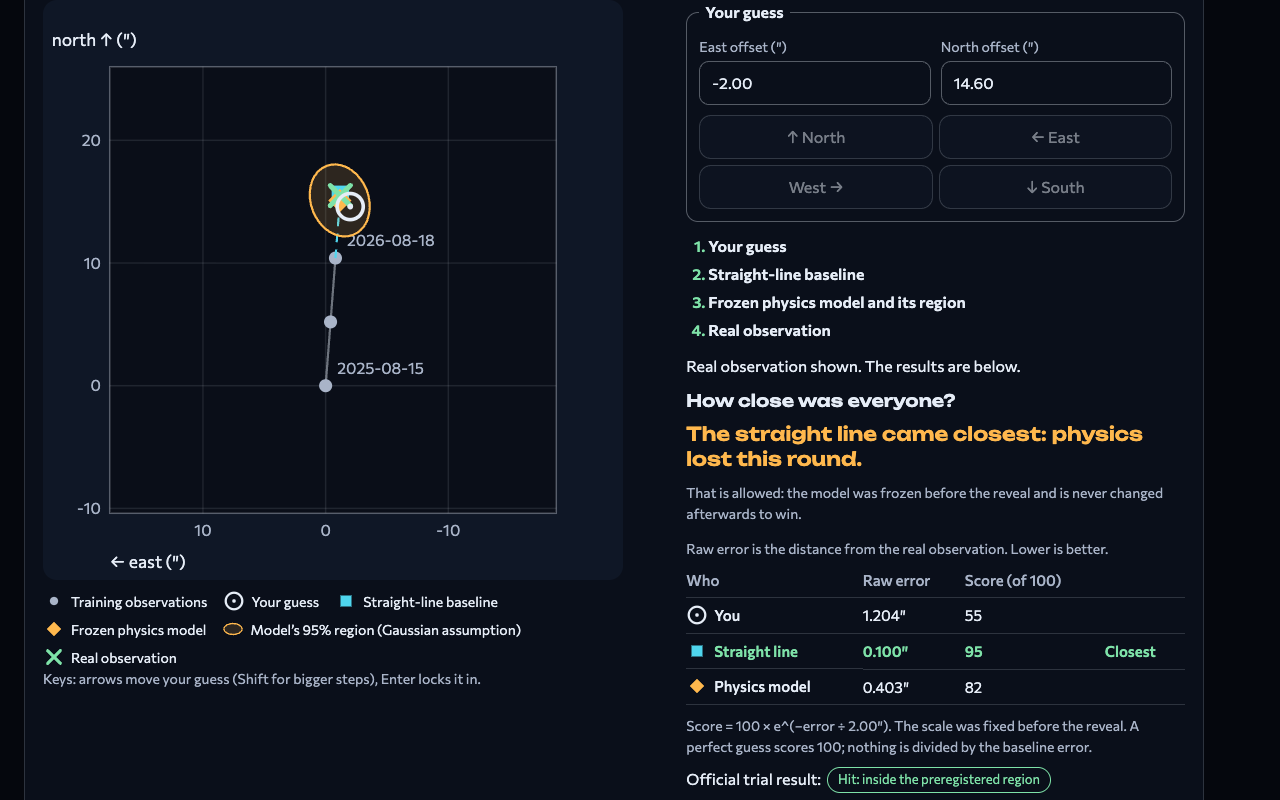 north ↑ (″)
20
10
0
-10
2026-08-18
2025-08-15
10 0 -10
← east (″)
Training observations Your guess Straight-line baseline
Frozen physics model Model's 95% region (Gaussian assumption)
Real observation
Keys: arrows move your guess (Shift for bigger steps), Enter locks it in.
Your guess
East offset (″) North offset (″)
-2.00 14.60
↑ North ← East
West → ↓ South
1. Your guess
2. Straight-line baseline
3. Frozen physics model and its region
4. Real observation
Real observation shown. The results are below.
How close was everyone?
The straight line came closest: physics
lost this round.
That is allowed: the model was frozen before the reveal and is never changed
afterwards to win.
Raw error is the distance from the real observation. Lower is better.
Who Raw error Score (of 100)
You 1.204″ 55
Straight line 0.100″ 95 Closest
Physics model 0.403″ 82
Score = 100 × e^(−error ÷ 2.00″). The scale was fixed before the reveal. A
perfect guess scores 100; nothing is divided by the baseline error.
Official trial result: Hit: inside the preregistered region